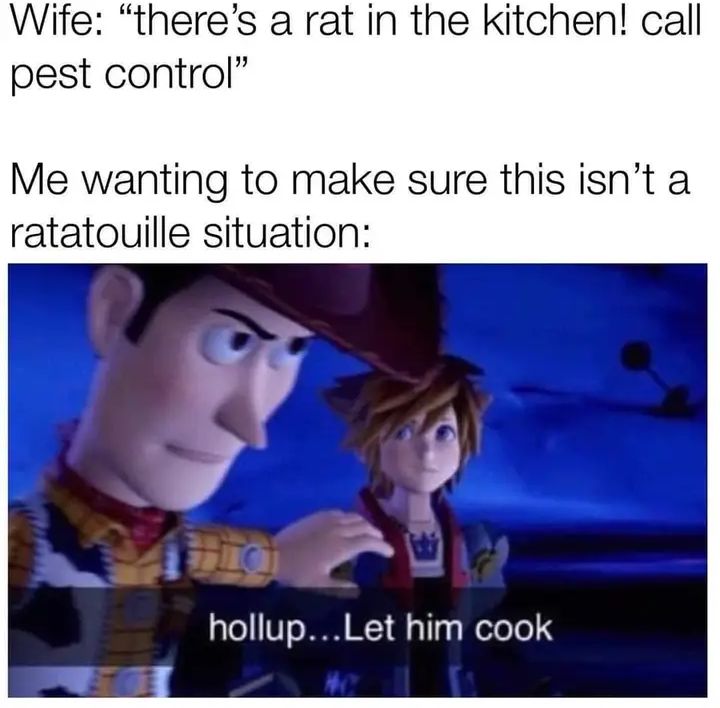 Wife: “there’s a rat in the kitchen! call
pest control”
Me wanting to make sure this isn’t a
ratatouille situation:
hollup...Let him cook